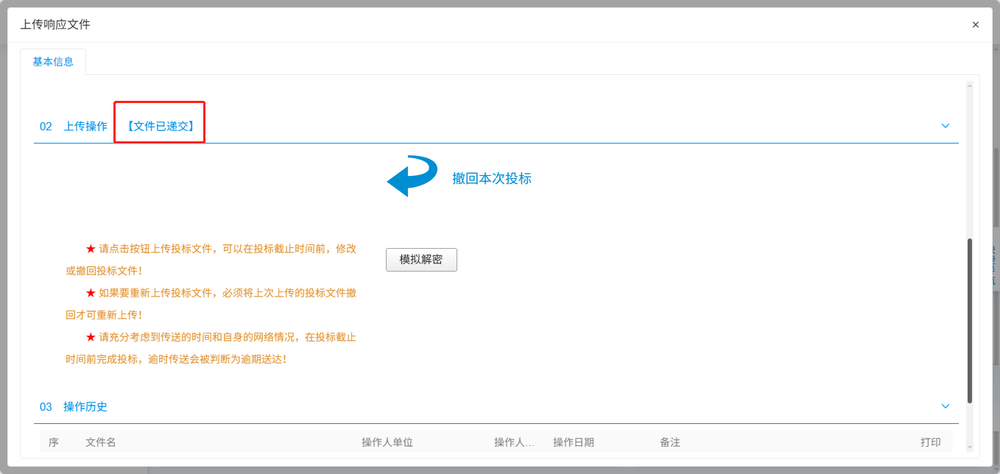 上传响应文件
×
基本信息
02 上传操作 【文件已递交】
撤回本次投标
★ 请点击按钮上传投标文件，可以在投标截止时间前，修改
或撤回投标文件！
模拟解密
★ 如果要重新上传投标文件，必须将上次上传的投标文件撤
回才可重新上传！
★ 请充分考虑到传送的时间和自身的网络情况，在投标截止
时间前完成投标，逾时传送会被判断为逾期送达！
03 操作历史
序 文件名 操作人单位 操作人... 操作日期 备注 打印